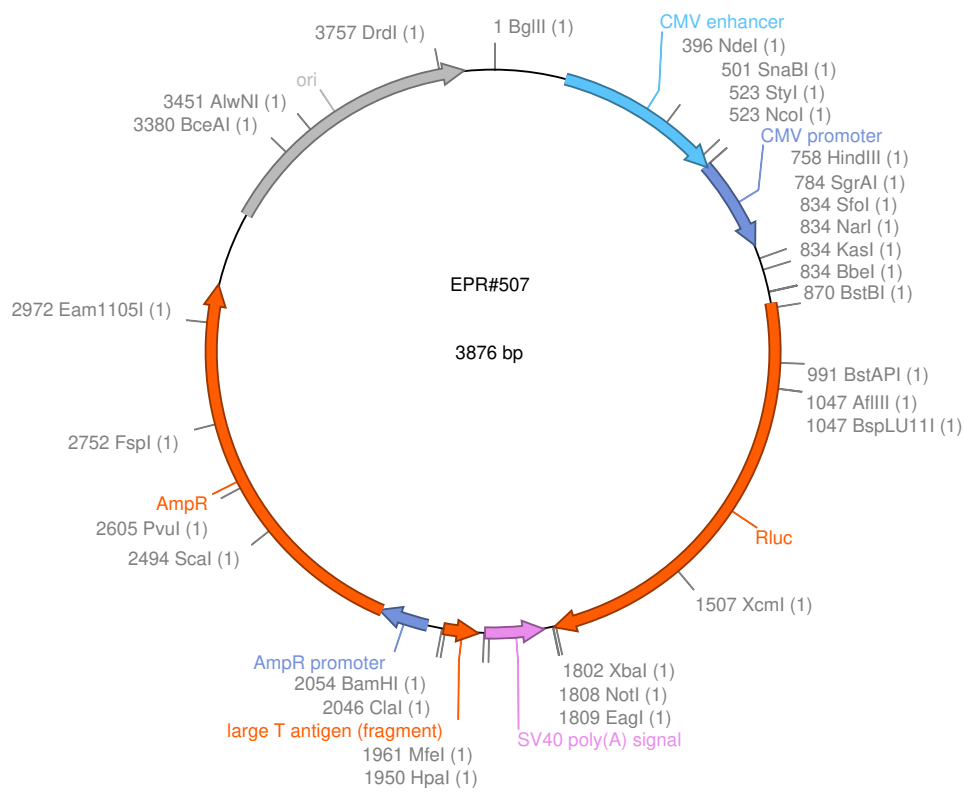 3757 DrdI (1)
1 BglII (1)
CMV enhancer
396 NdeI (1)
501 SnaBI (1)
523 StyI (1)
523 NcoI (1)
CMV promoter
758 HindIII (1)
784 SgrAI (1)
834 SfoI (1)
834 NarI (1)
834 KasI (1)
834 BbeI (1)
870 BstBI (1)
ori
3451 AlwNI (1)
3380 BceAI (1)
EPR#507
3876 bp
2972 Eam1105I (1)
991 BstAPI (1)
1047 AflIII (1)
1047 BspLU11I (1)
2752 FspI (1)
AmpR
2605 PvuI (1)
2494 ScaI (1)
Rluc
1507 XcmI (1)
AmpR promoter
2054 BamHI (1)
2046 ClaI (1)
large T antigen (fragment)
1961 MfeI (1)
1950 HpaI (1)
1802 XbaI (1)
1808 NotI (1)
1809 EagI (1)
SV40 poly(A) signal